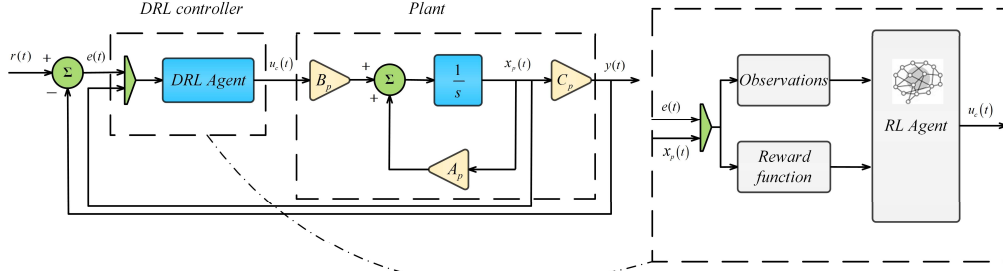 DRL controller
Plant
r(t)
+
Σ
−
e(t)
DRL Agent
u_c(t)
B_p
+
Σ
+
1/s
x_p(t)
C_p
y(t)
A_p
e(t)
x_p(t)
Observations
Reward
function
RL Agent
u_c(t)